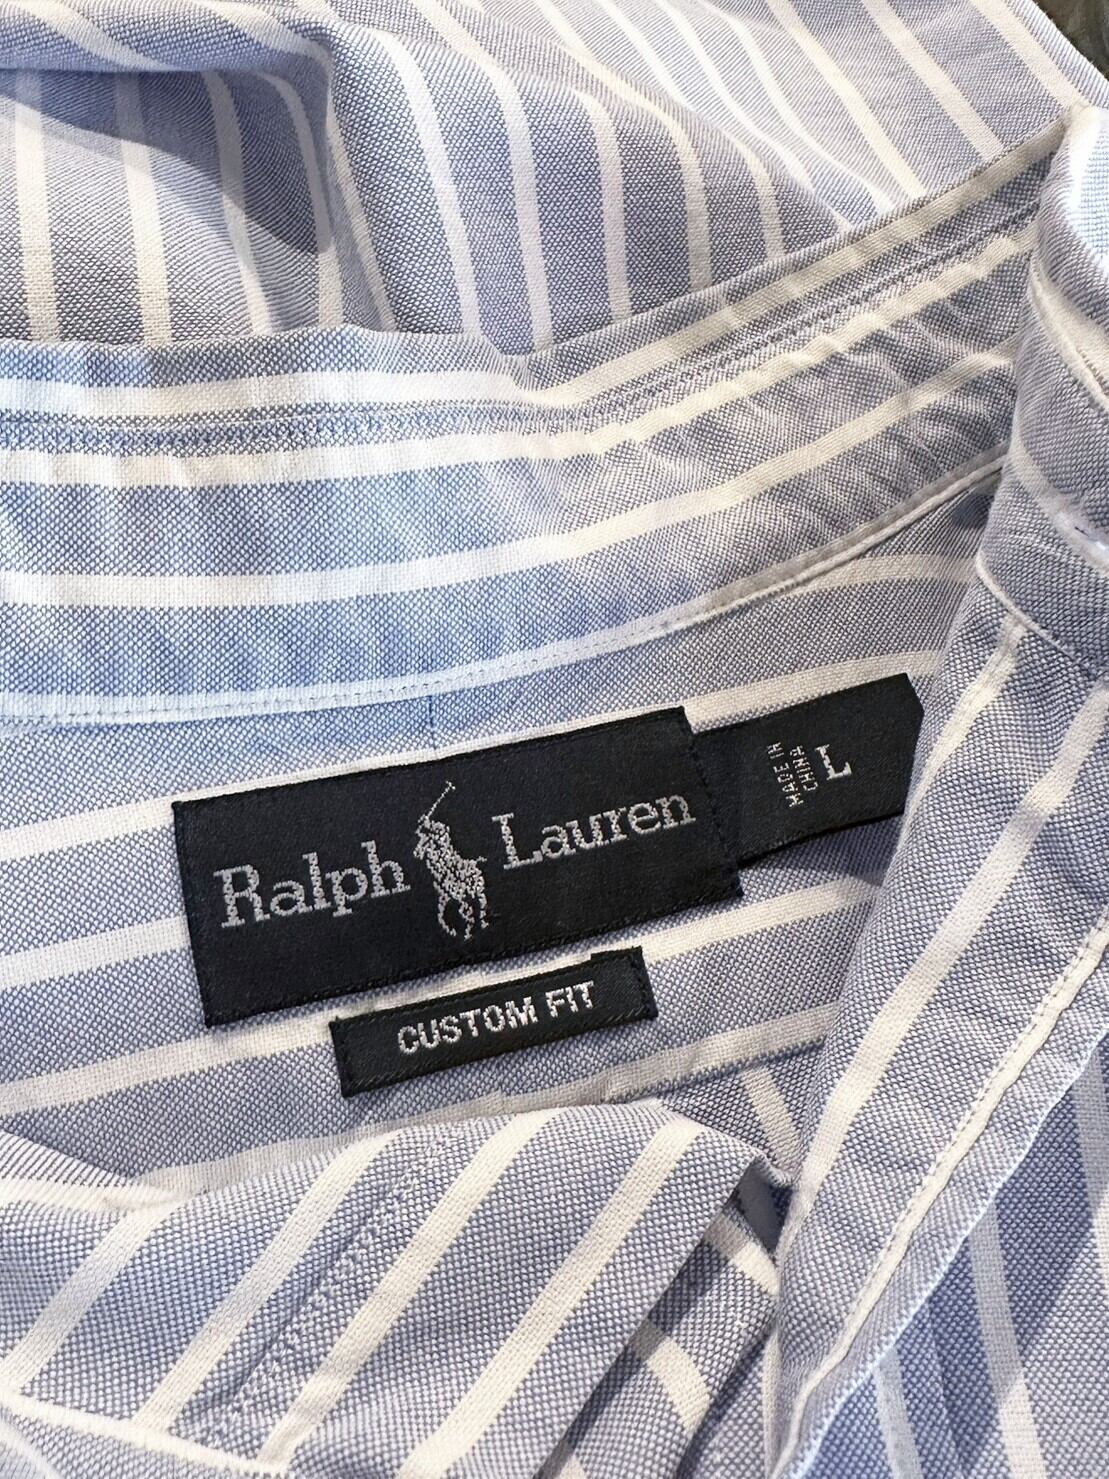 Ralph Lauren
MADE IN
CHINA
L
CUSTOM FIT